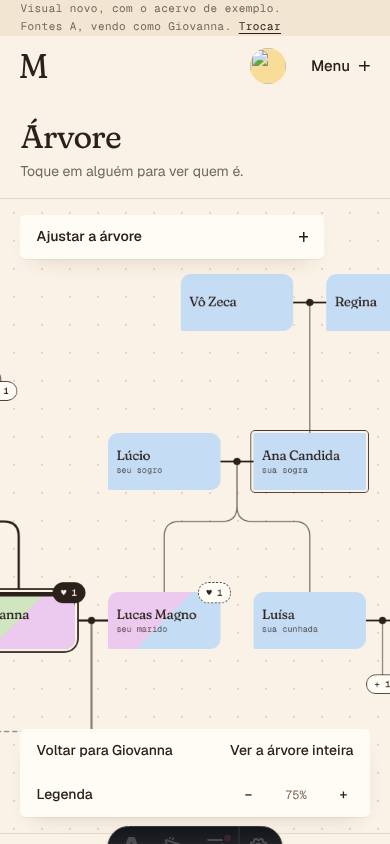 Visual novo, com o acervo de exemplo.
Fontes A, vendo como Giovanna. Trocar
M
Menu +
Árvore
Toque em alguém para ver quem é.
Ajustar a árvore +
Vô Zeca
Regina
1
Lúcio
seu sogro
Ana Candida
sua sogra
♥ 1
♥ 1
anna
Lucas Magno
seu marido
Luísa
sua cunhada
+ 1
Voltar para Giovanna
Ver a árvore inteira
Legenda
− 75% +